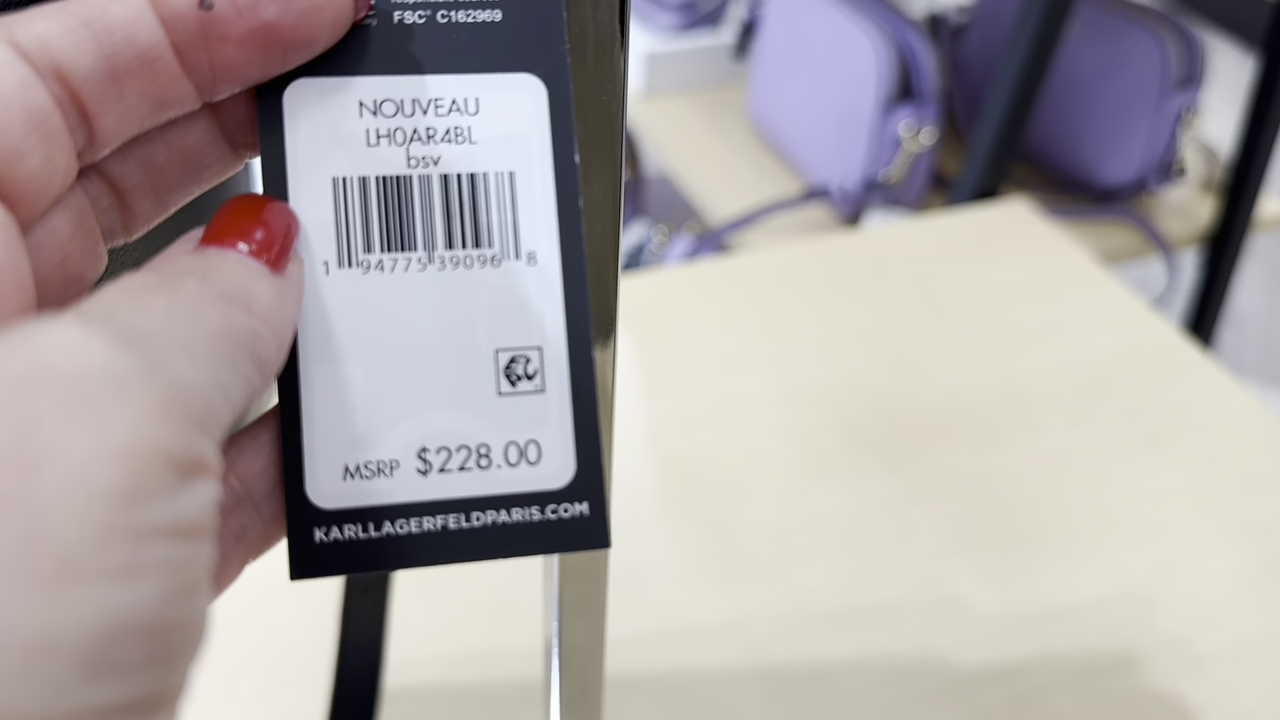 FSC® C162969
NOUVEAU
LH0AR4BL
bsv
1 94775 39096 8
MSRP $228.00
KARLLAGERFELDPARIS.COM